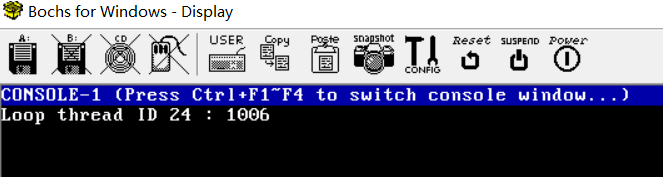 Bochs for Windows - Display
A: B: CD USER Copy Paste snapshot CONFIG Reset SUSPEND Power
CONSOLE-1 (Press Ctrl+F1~F4 to switch console window...)
Loop thread ID 24 : 1006